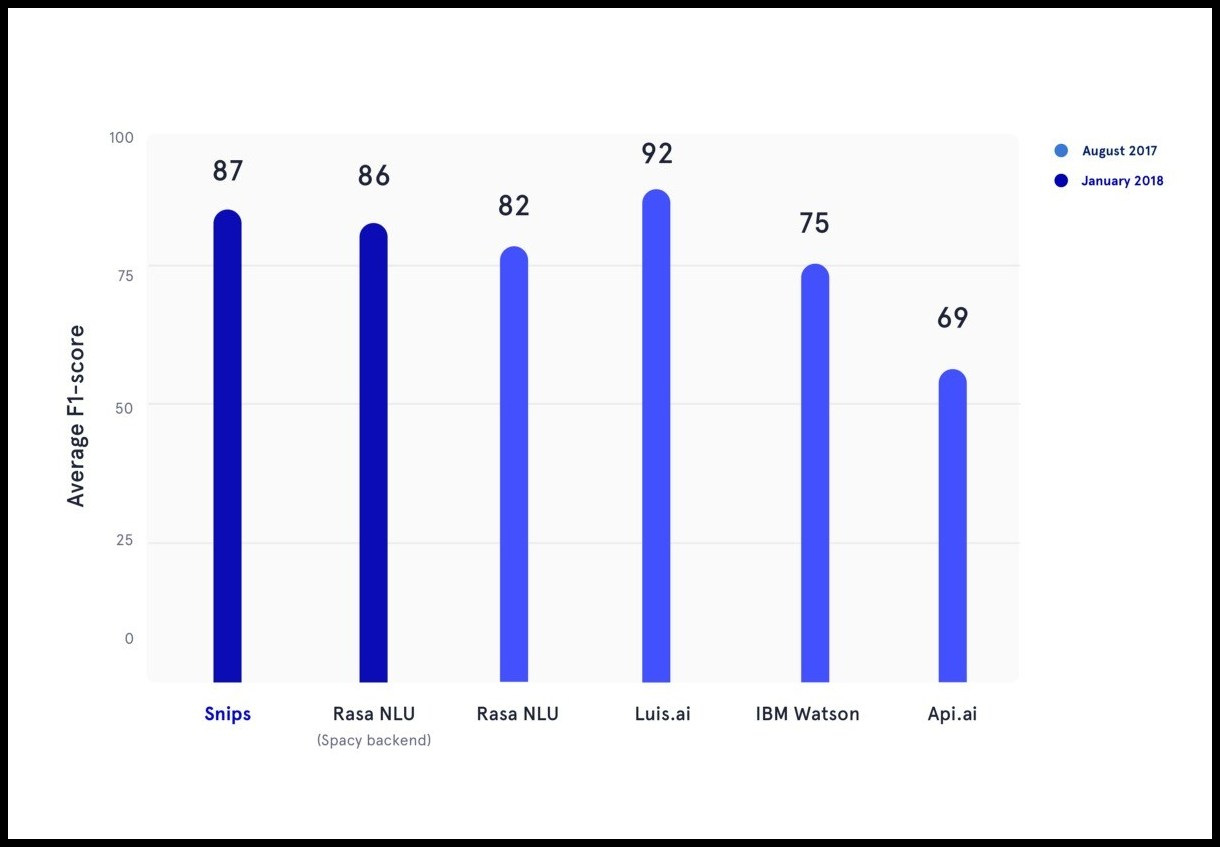 100
75
50
25
0
Average F1-score
87
86
82
92
75
69
Snips
Rasa NLU
(Spacy backend)
Rasa NLU
Luis.ai
IBM Watson
Api.ai
August 2017
January 2018